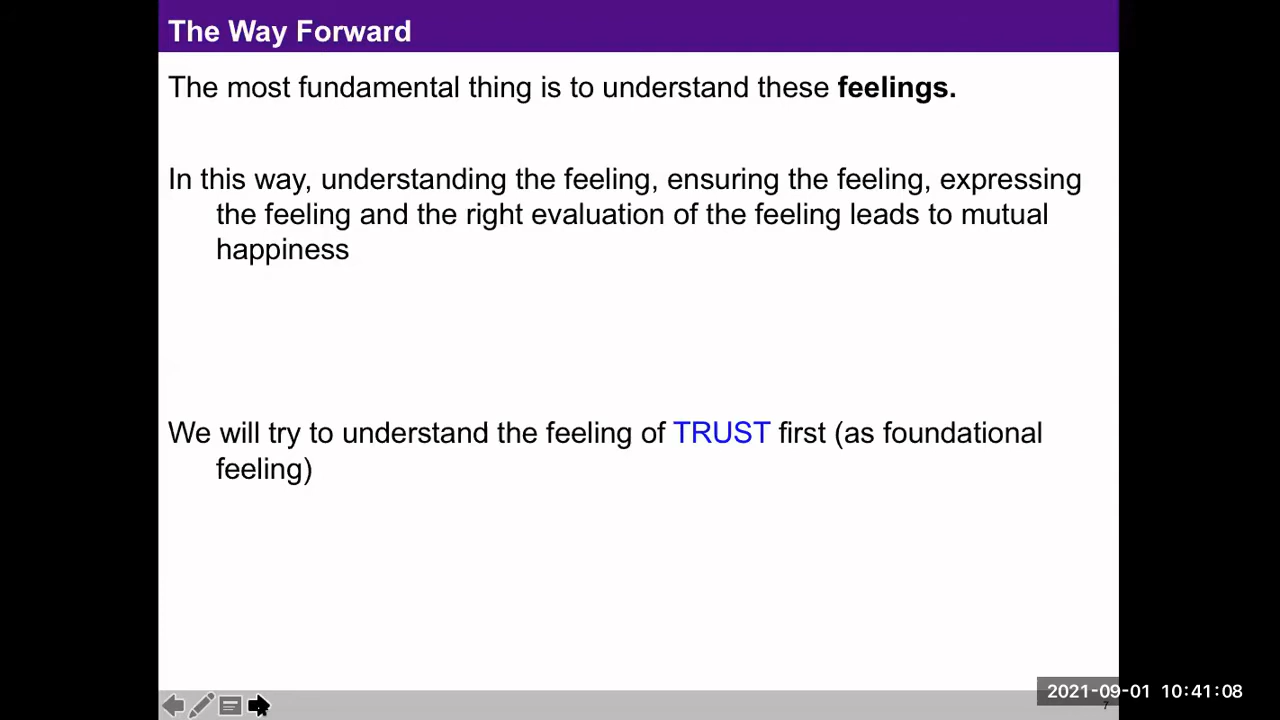 The Way Forward
The most fundamental thing is to understand these feelings.
In this way, understanding the feeling, ensuring the feeling, expressing
the feeling and the right evaluation of the feeling leads to mutual
happiness
We will try to understand the feeling of TRUST first (as foundational
feeling)
2021-09-01 10:41:08
7